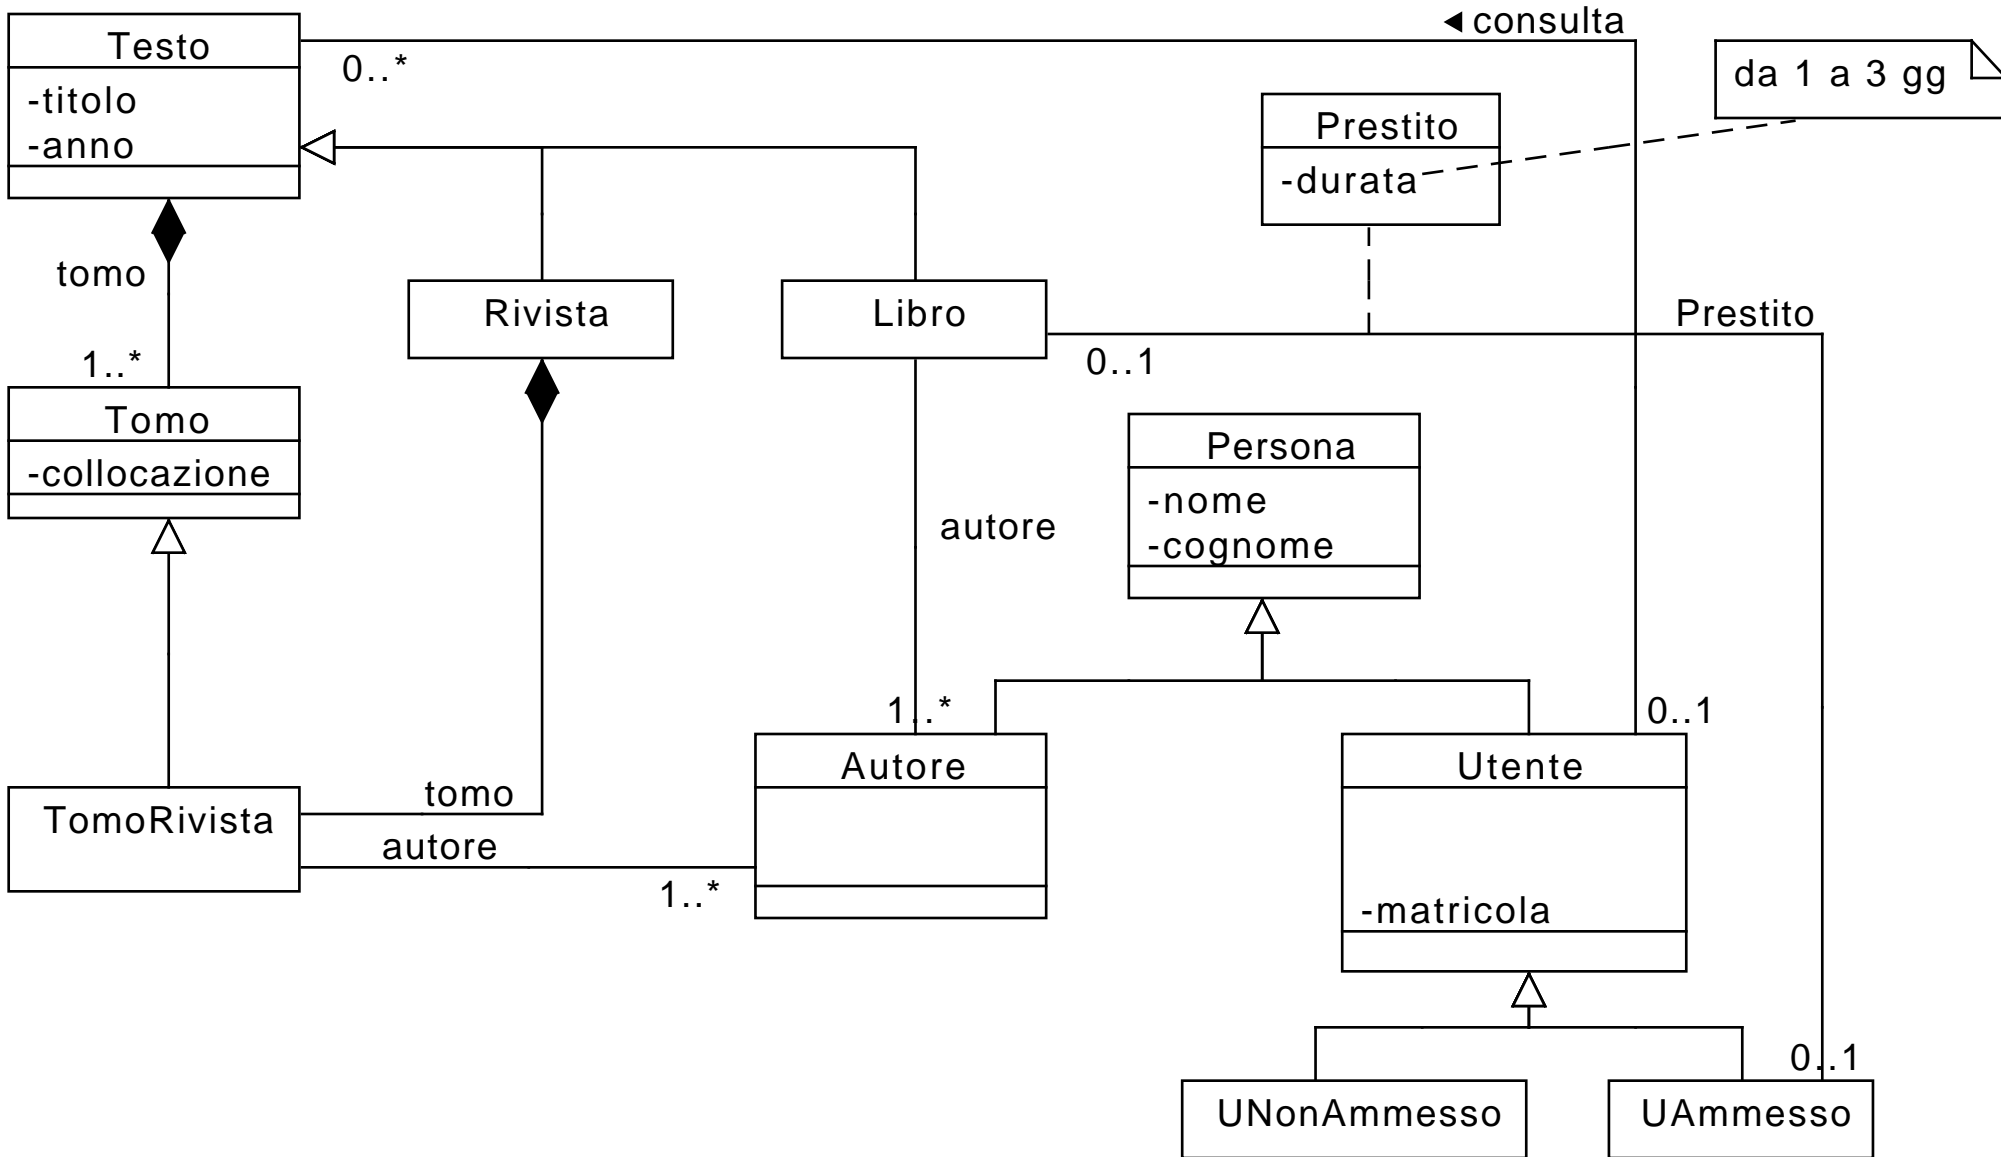 consulta
Testo
0..*
da 1 a 3 gg
-titolo
-anno
Prestito
-durata
tomo
Rivista
Libro
Prestito
1..*
0..1
Tomo
-collocazione
Persona
-nome
-cognome
autore
1..*
0..1
Autore
Utente
tomo
TomoRivista
autore
1..*
-matricola
0..1
UNonAmmesso
UAmmesso